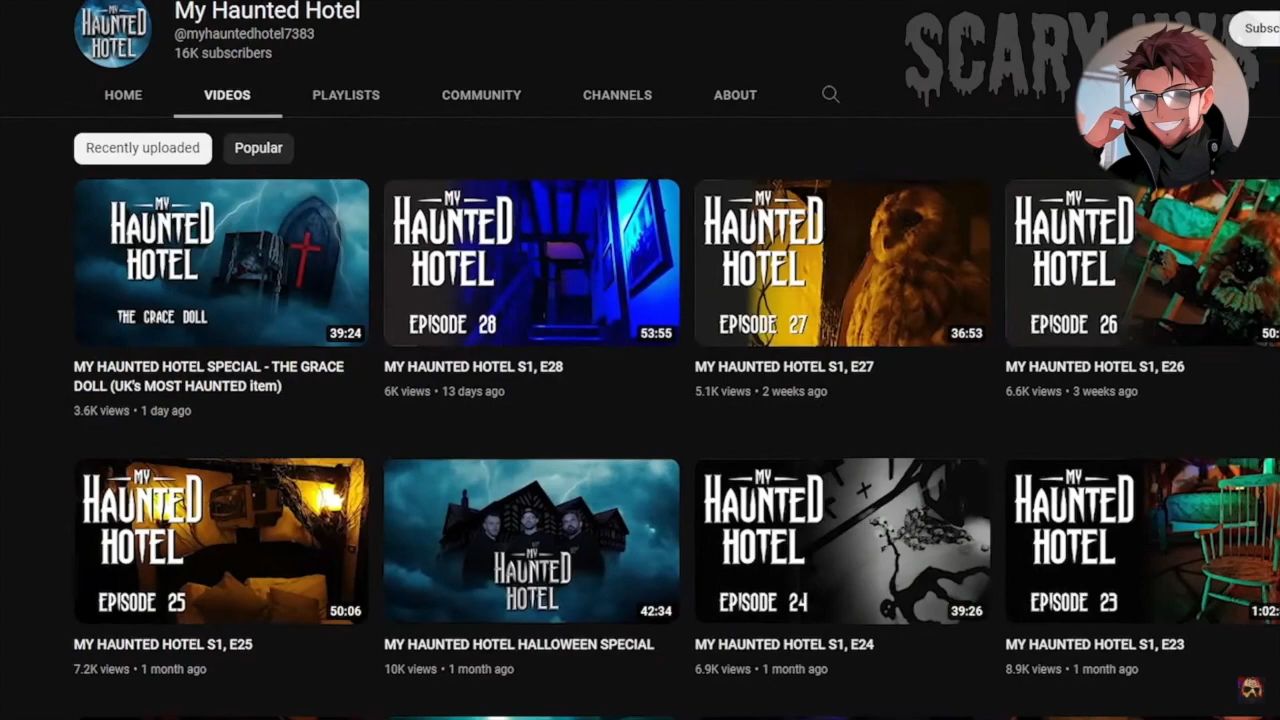 MY
HAUNTED
HOTEL
My Haunted Hotel
@myhauntedhotel7383
16K subscribers
SCARY
Subsc
HOME
VIDEOS
PLAYLISTS
COMMUNITY
CHANNELS
ABOUT
Recently uploaded
Popular
MY
HAUNTED
HOTEL
THE GRACE DOLL
39:24
MY
HAUNTED
HOTEL
EPISODE 28
53:55
MY
HAUNTED
HOTEL
EPISODE 27
36:53
MY
HAUNTED
HOTEL
EPISODE 26
50:
MY HAUNTED HOTEL SPECIAL - THE GRACE
DOLL (UK's MOST HAUNTED item)
3.6K views • 1 day ago
MY HAUNTED HOTEL S1, E28
6K views • 13 days ago
MY HAUNTED HOTEL S1, E27
5.1K views • 2 weeks ago
MY HAUNTED HOTEL S1, E26
6.6K views • 3 weeks ago
MY
HAUNTED
HOTEL
EPISODE 25
50:06
MY
HAUNTED
HOTEL
42:34
MY
HAUNTED
HOTEL
EPISODE 24
39:26
MY
HAUNTED
HOTEL
EPISODE 23
1:02:
MY HAUNTED HOTEL S1, E25
7.2K views • 1 month ago
MY HAUNTED HOTEL HALLOWEEN SPECIAL
10K views • 1 month ago
MY HAUNTED HOTEL S1, E24
6.9K views • 1 month ago
MY HAUNTED HOTEL S1, E23
8.9K views • 1 month ago